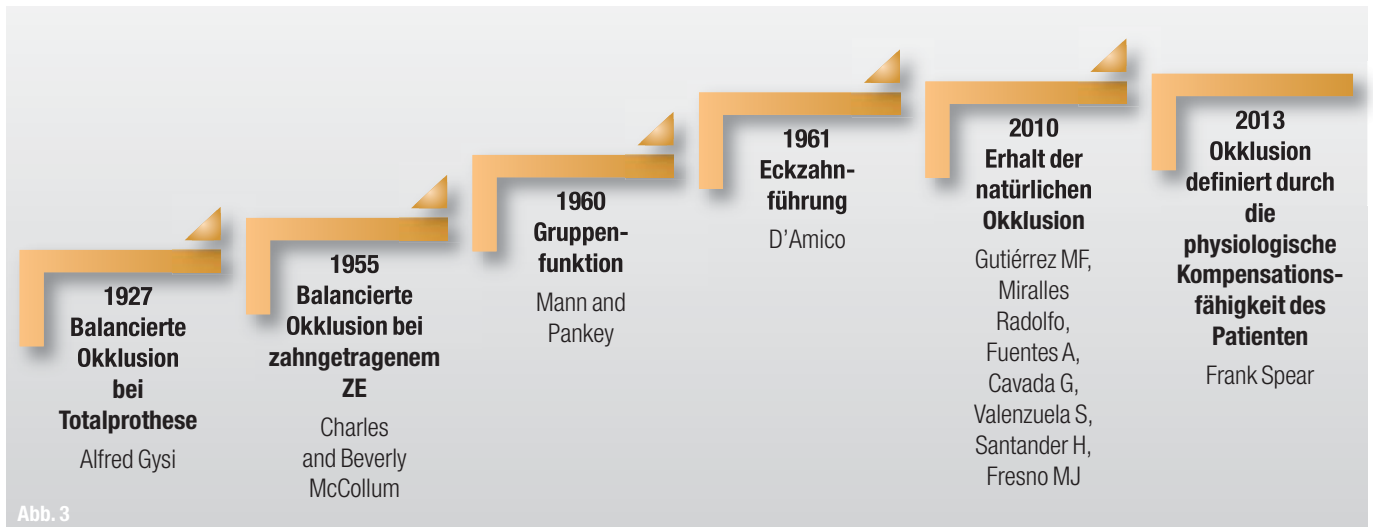 1927
Balancierte
Okklusion
bei
Totalprothese
Alfred Gysi
1955
Balancierte
Okklusion bei
zahngetragenem
ZE
Charles
and Beverly
McCollum
1960
Gruppen-
funktion
Mann and
Pankey
1961
Eckzahn-
führung
D’Amico
2010
Erhalt der
natürlichen
Okklusion
Gutiérrez MF,
Miralles
Radolfo,
Fuentes A,
Cavada G,
Valenzuela S,
Santander H,
Fresno MJ
2013
Okklusion
definiert durch
die
physiologische
Kompensations-
fähigkeit des
Patienten
Frank Spear
Abb. 3